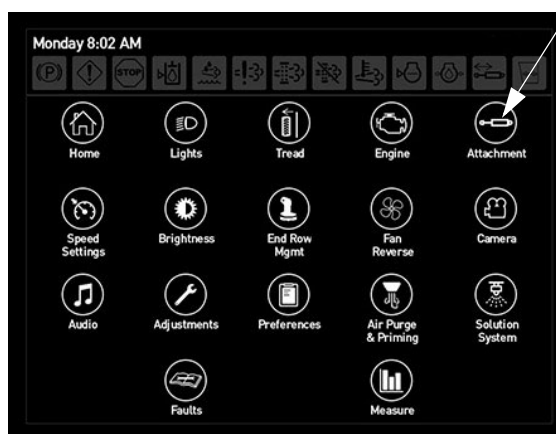 Monday 8:02 AM
STOP
Home
Lights
Tread
Engine
Attachment
Speed
Settings
Brightness
End Row
Mgmt
Fan
Reverse
Camera
Audio
Adjustments
Preferences
Air Purge
& Priming
Solution
System
Faults
Measure